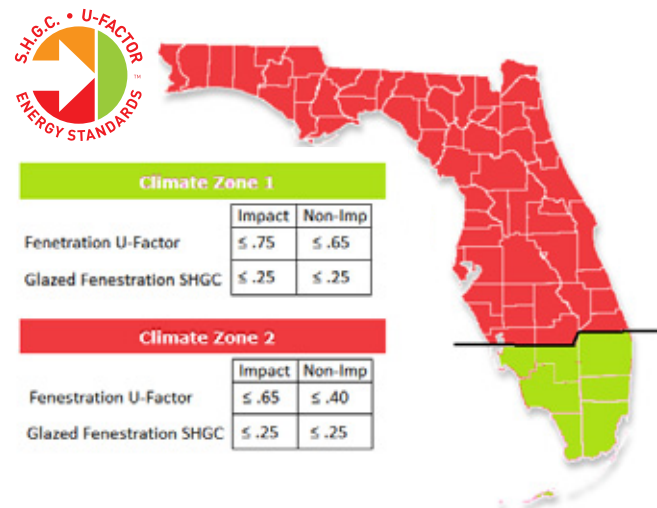 S.H.G.C. • U-FACTOR
ENERGY STANDARDS
TM
Climate Zone 1
Impact Non-Imp
Fenetration U-Factor ≤ .75 ≤ .65
Glazed Fenestration SHGC ≤ .25 ≤ .25
Climate Zone 2
Impact Non-Imp
Fenestration U-Factor ≤ .65 ≤ .40
Glazed Fenestration SHGC ≤ .25 ≤ .25